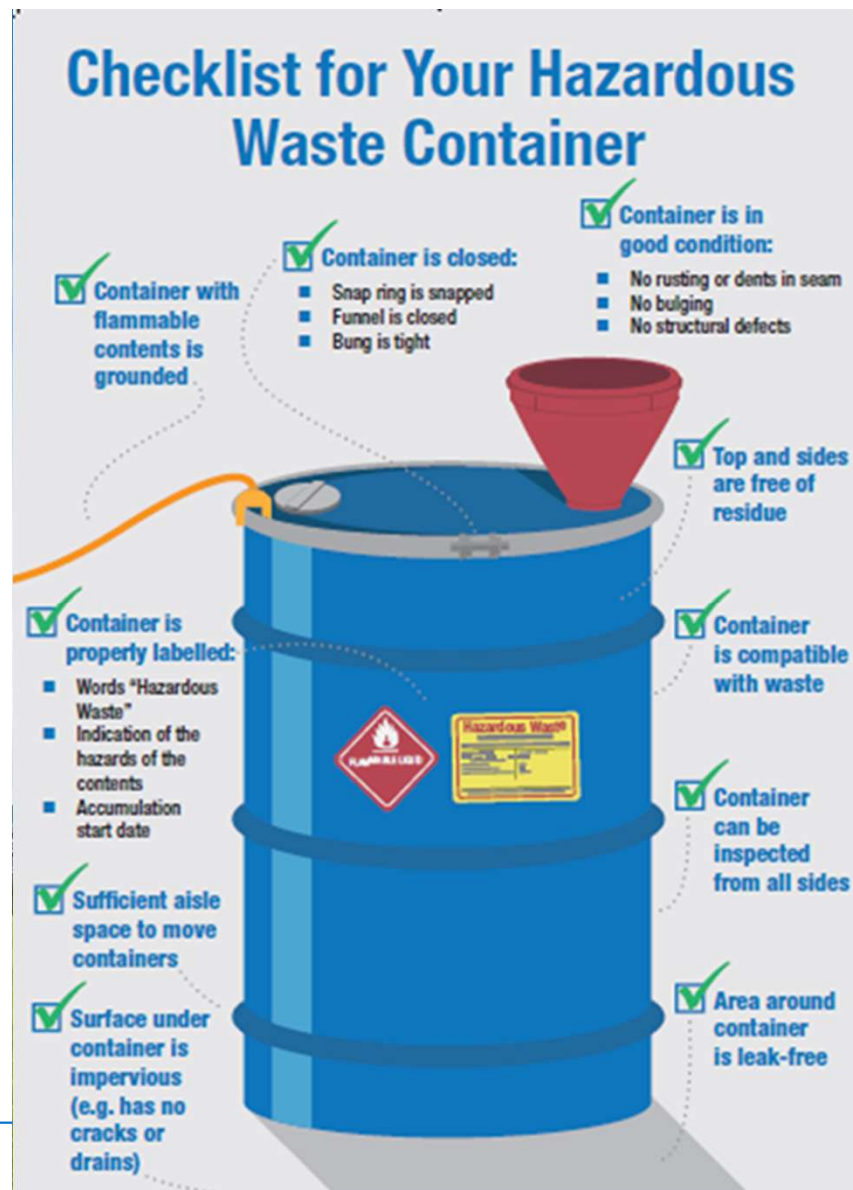 Checklist for Your Hazardous
Waste Container
Container with
flammable
contents is
grounded
Container is closed:
Snap ring is snapped
Funnel is closed
Bung is tight
Container is in
good condition:
No rusting or dents in seam
No bulging
No structural defects
Top and sides
are free of
residue
Container is
properly labelled:
Words “Hazardous
Waste”
Indication of the
hazards of the
contents
Accumulation
start date
Container
is compatible
with waste
FLAMMABLE LIQUID
Hazardous Waste
Container
can be
inspected
from all sides
Sufficient aisle
space to move
containers
Surface under
container is
impervious
(e.g. has no
cracks or
drains)
Area around
container
is leak-free